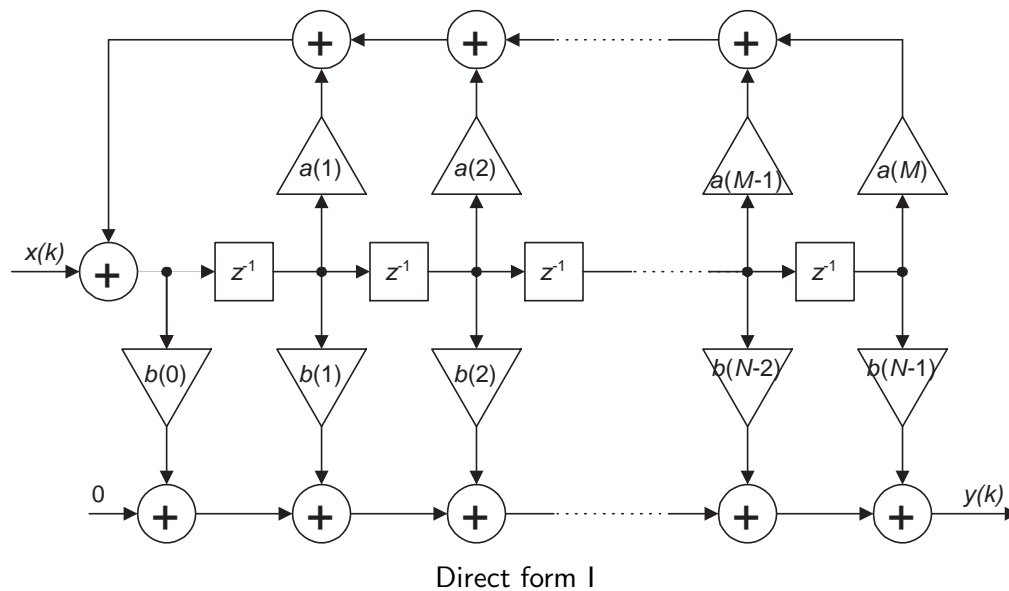 + + +
a(1) a(2) a(M-1) a(M)
x(k) + z⁻¹ z⁻¹ z⁻¹ z⁻¹
b(0) b(1) b(2) b(N-2) b(N-1)
0 + + + + + y(k)
Direct form I